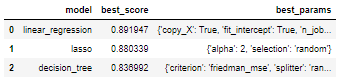 model best_score best_params
0 linear_regression 0.891947 {'copy_X': True, 'fit_intercept': True, 'n_job...
1 lasso 0.880339 {'alpha': 2, 'selection': 'random'}
2 decision_tree 0.836992 {'criterion': 'friedman_mse', 'splitter': 'ran...